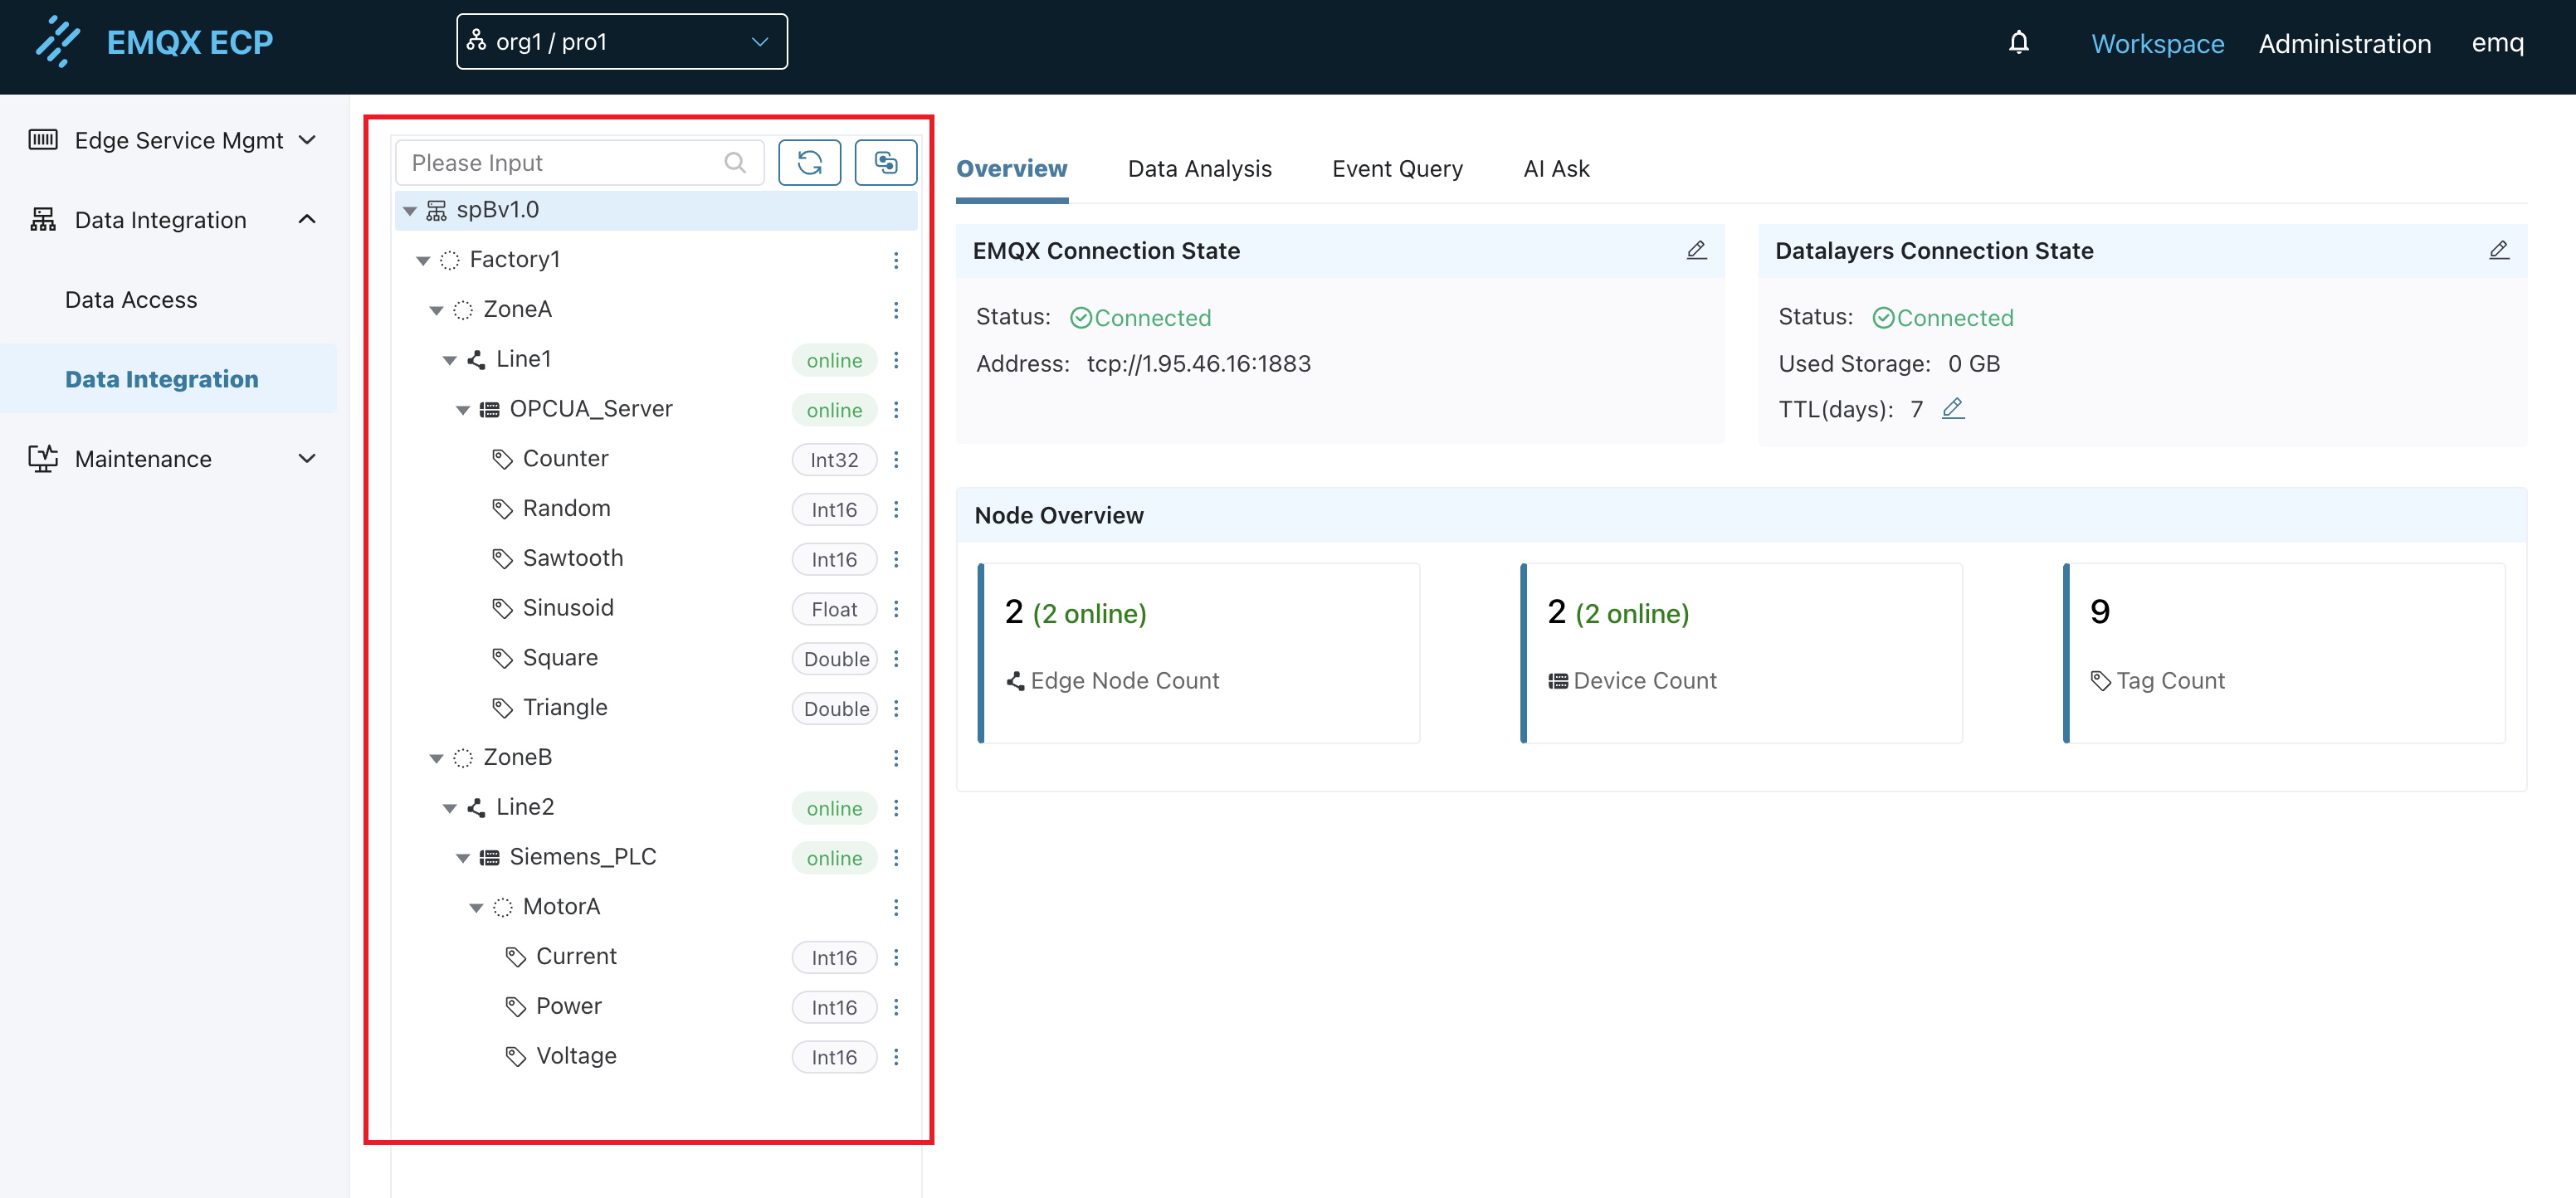 EMQX ECP
org1 / pro1
Workspace
Administration
emq
Edge Service Mgmt
Data Integration
Data Access
Data Integration
Maintenance
Please Input
spBv1.0
Factory1
ZoneA
Line1 online
OPCUA_Server online
Counter Int32
Random Int16
Sawtooth Int16
Sinusoid Float
Square Double
Triangle Double
ZoneB
Line2 online
Siemens_PLC online
MotorA
Current Int16
Power Int16
Voltage Int16
Overview Data Analysis Event Query AI Ask
EMQX Connection State
Status: Connected
Address: tcp://1.95.46.16:1883
Datalayers Connection State
Status: Connected
Used Storage: 0 GB
TTL(days): 7
Node Overview
2 (2 online)
Edge Node Count
2 (2 online)
Device Count
9
Tag Count